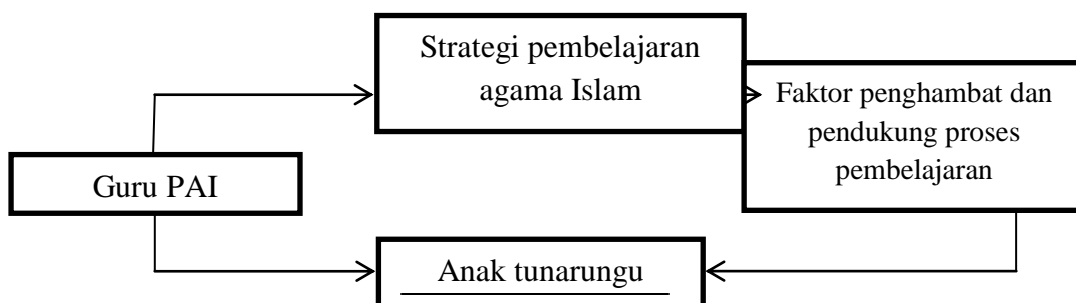 Strategi pembelajaran
agama Islam
Faktor penghambat dan
pendukung proses
pembelajaran
Guru PAI
Anak tunarungu